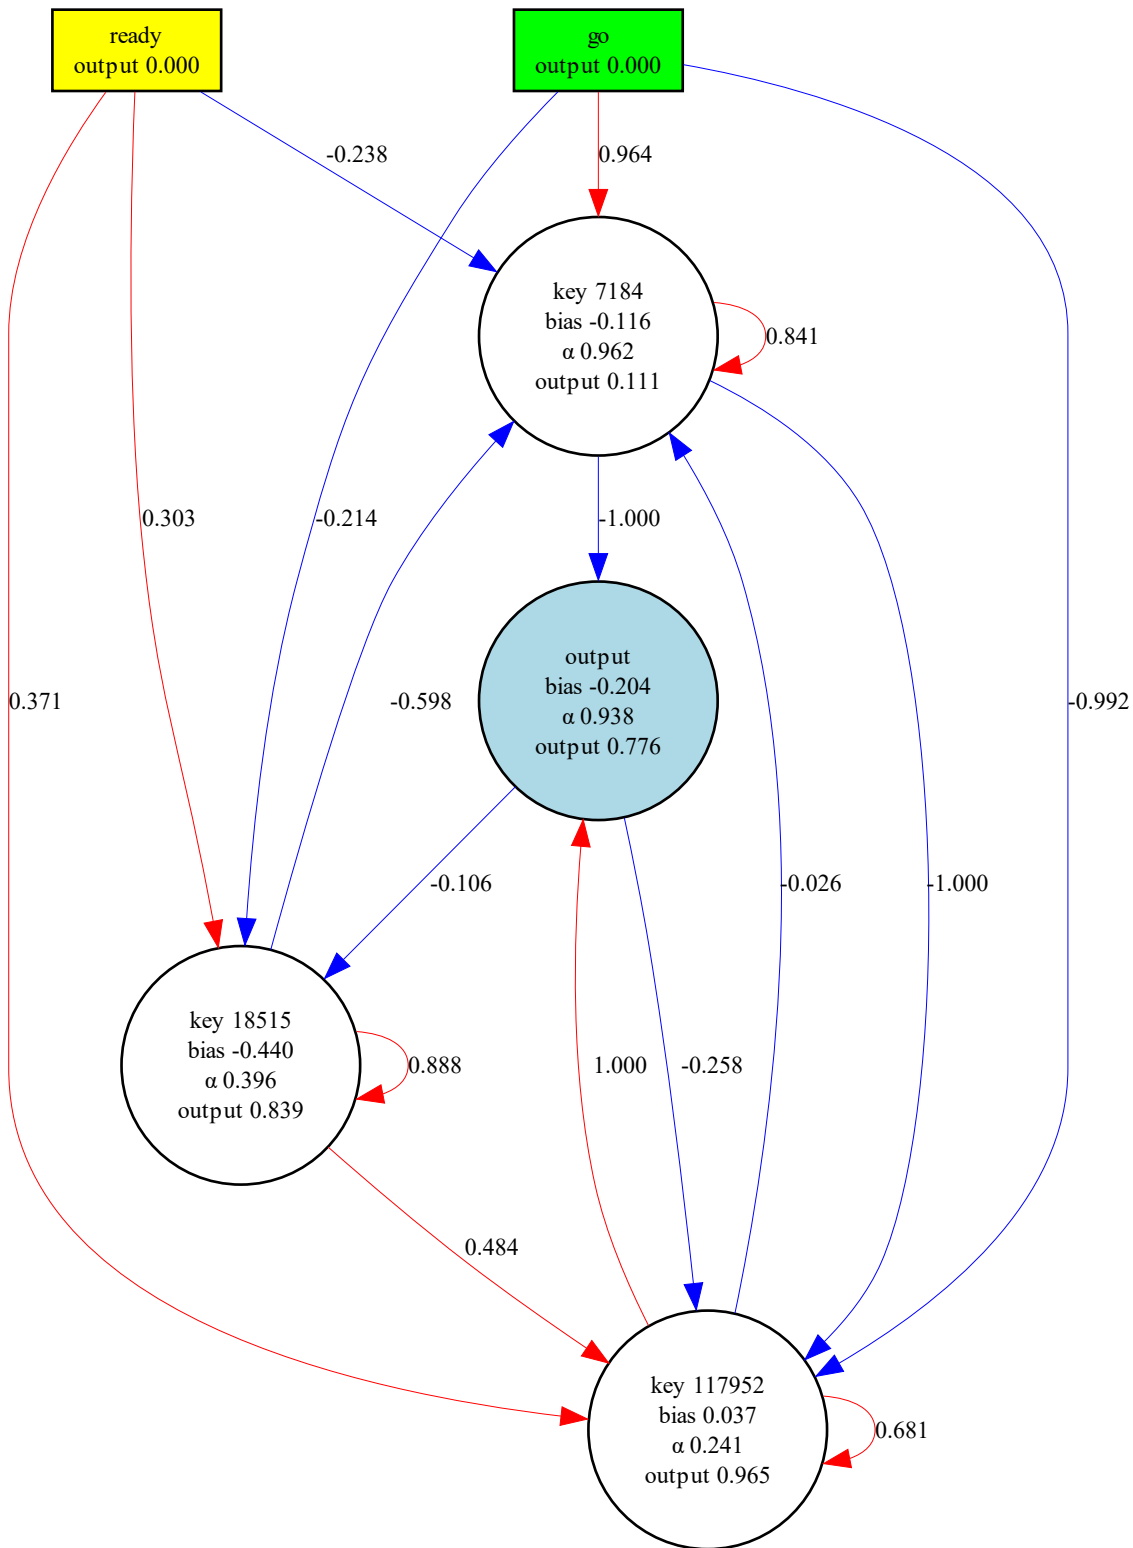 ready
output 0.000
go
output 0.000
-0.238
0.964
key 7184
bias -0.116
α 0.962
output 0.111
0.841
0.303
-0.214
-1.000
output
bias -0.204
α 0.938
output 0.776
0.371
-0.598
-0.992
-0.106
-0.026
-1.000
key 18515
bias -0.440
α 0.396
output 0.839
0.888
1.000
-0.258
0.484
key 117952
bias 0.037
α 0.241
output 0.965
0.681